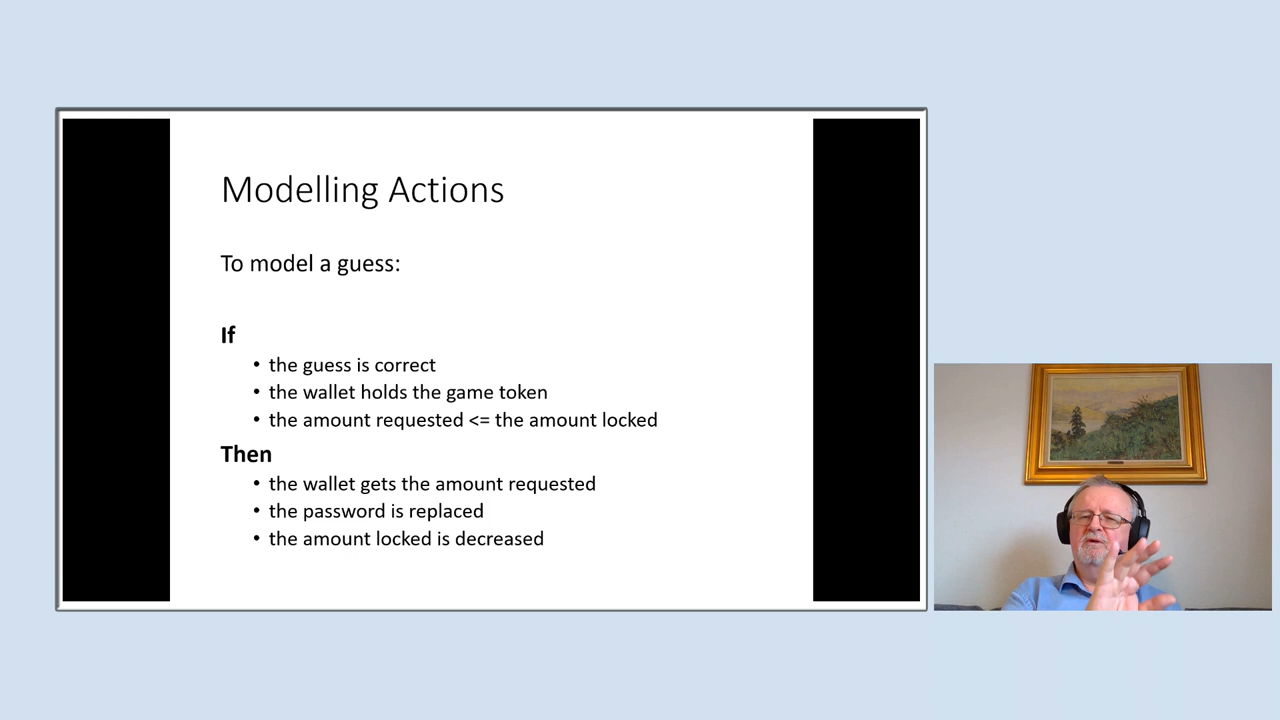 Modelling Actions
To model a guess:
If
• the guess is correct
• the wallet holds the game token
• the amount requested <= the amount locked
Then
• the wallet gets the amount requested
• the password is replaced
• the amount locked is decreased